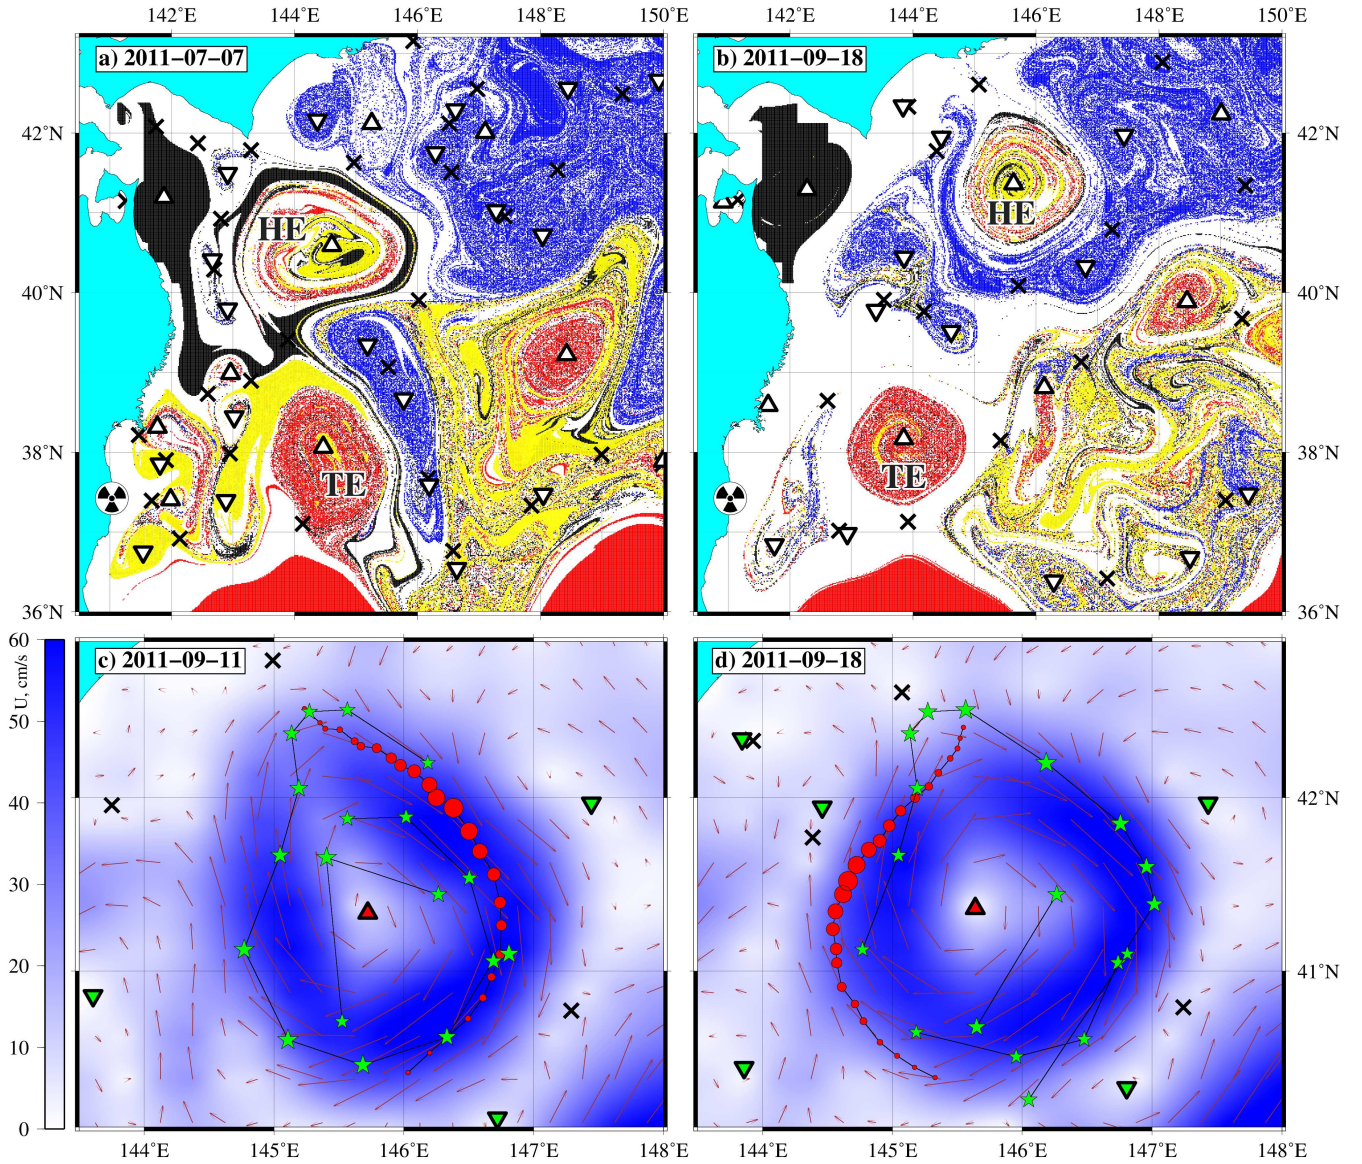 142°E 144°E 146°E 148°E 150°E 142°E 144°E 146°E 148°E 150°E
a) 2011−07−07
b) 2011−09−18
42°N 42°N
HE
HE
40°N 40°N
38°N 38°N
TE
TE
36°N 36°N
60
U, cm/s
50
40
30
20
10
0
c) 2011−09−11
d) 2011−09−18
42°N
41°N
144°E 145°E 146°E 147°E 144°E 145°E 146°E 147°E 148°E